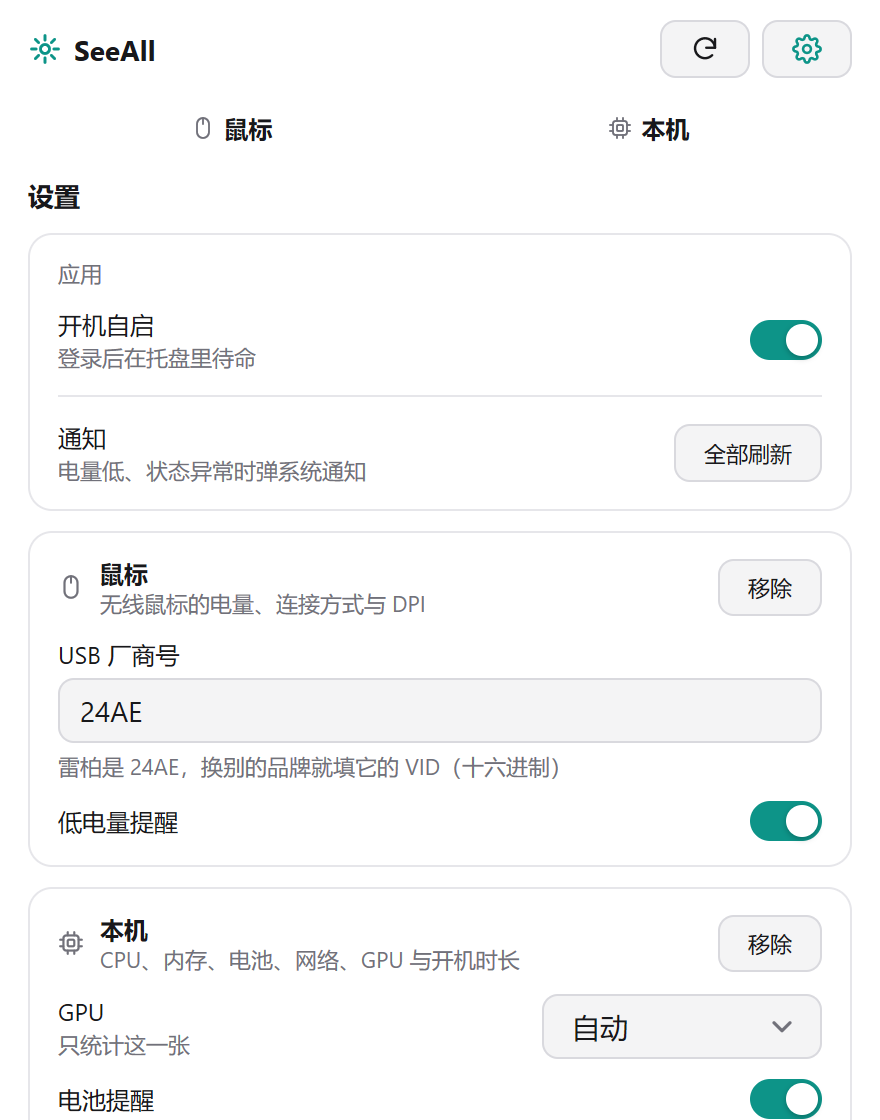 SeeAll
鼠标
本机
设置
应用
开机自启
登录后在托盘里待命
通知
电量低、状态异常时弹系统通知
全部刷新
鼠标
无线鼠标的电量、连接方式与 DPI
移除
USB 厂商号
24AE
雷柏是 24AE，换别的品牌就填它的 VID（十六进制）
低电量提醒
本机
CPU、内存、电池、网络、GPU 与开机时长
移除
GPU
只统计这一张
自动
电池提醒